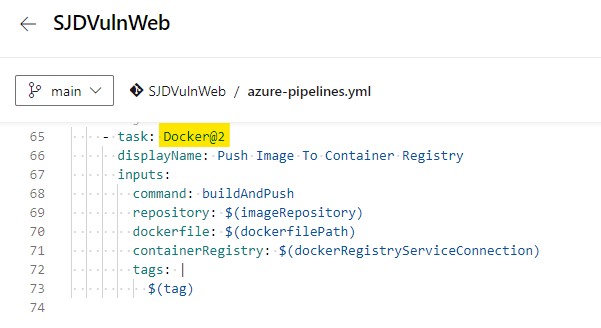 ← SJDVulnWeb
main SJDVulnWeb / azure-pipelines.yml
65 - task: Docker@2
66 displayName: Push Image To Container Registry
67 inputs:
68 command: buildAndPush
69 repository: $(imageRepository)
70 dockerfile: $(dockerfilePath)
71 containerRegistry: $(dockerRegistryServiceConnection)
72 tags: |
73 $(tag)
74